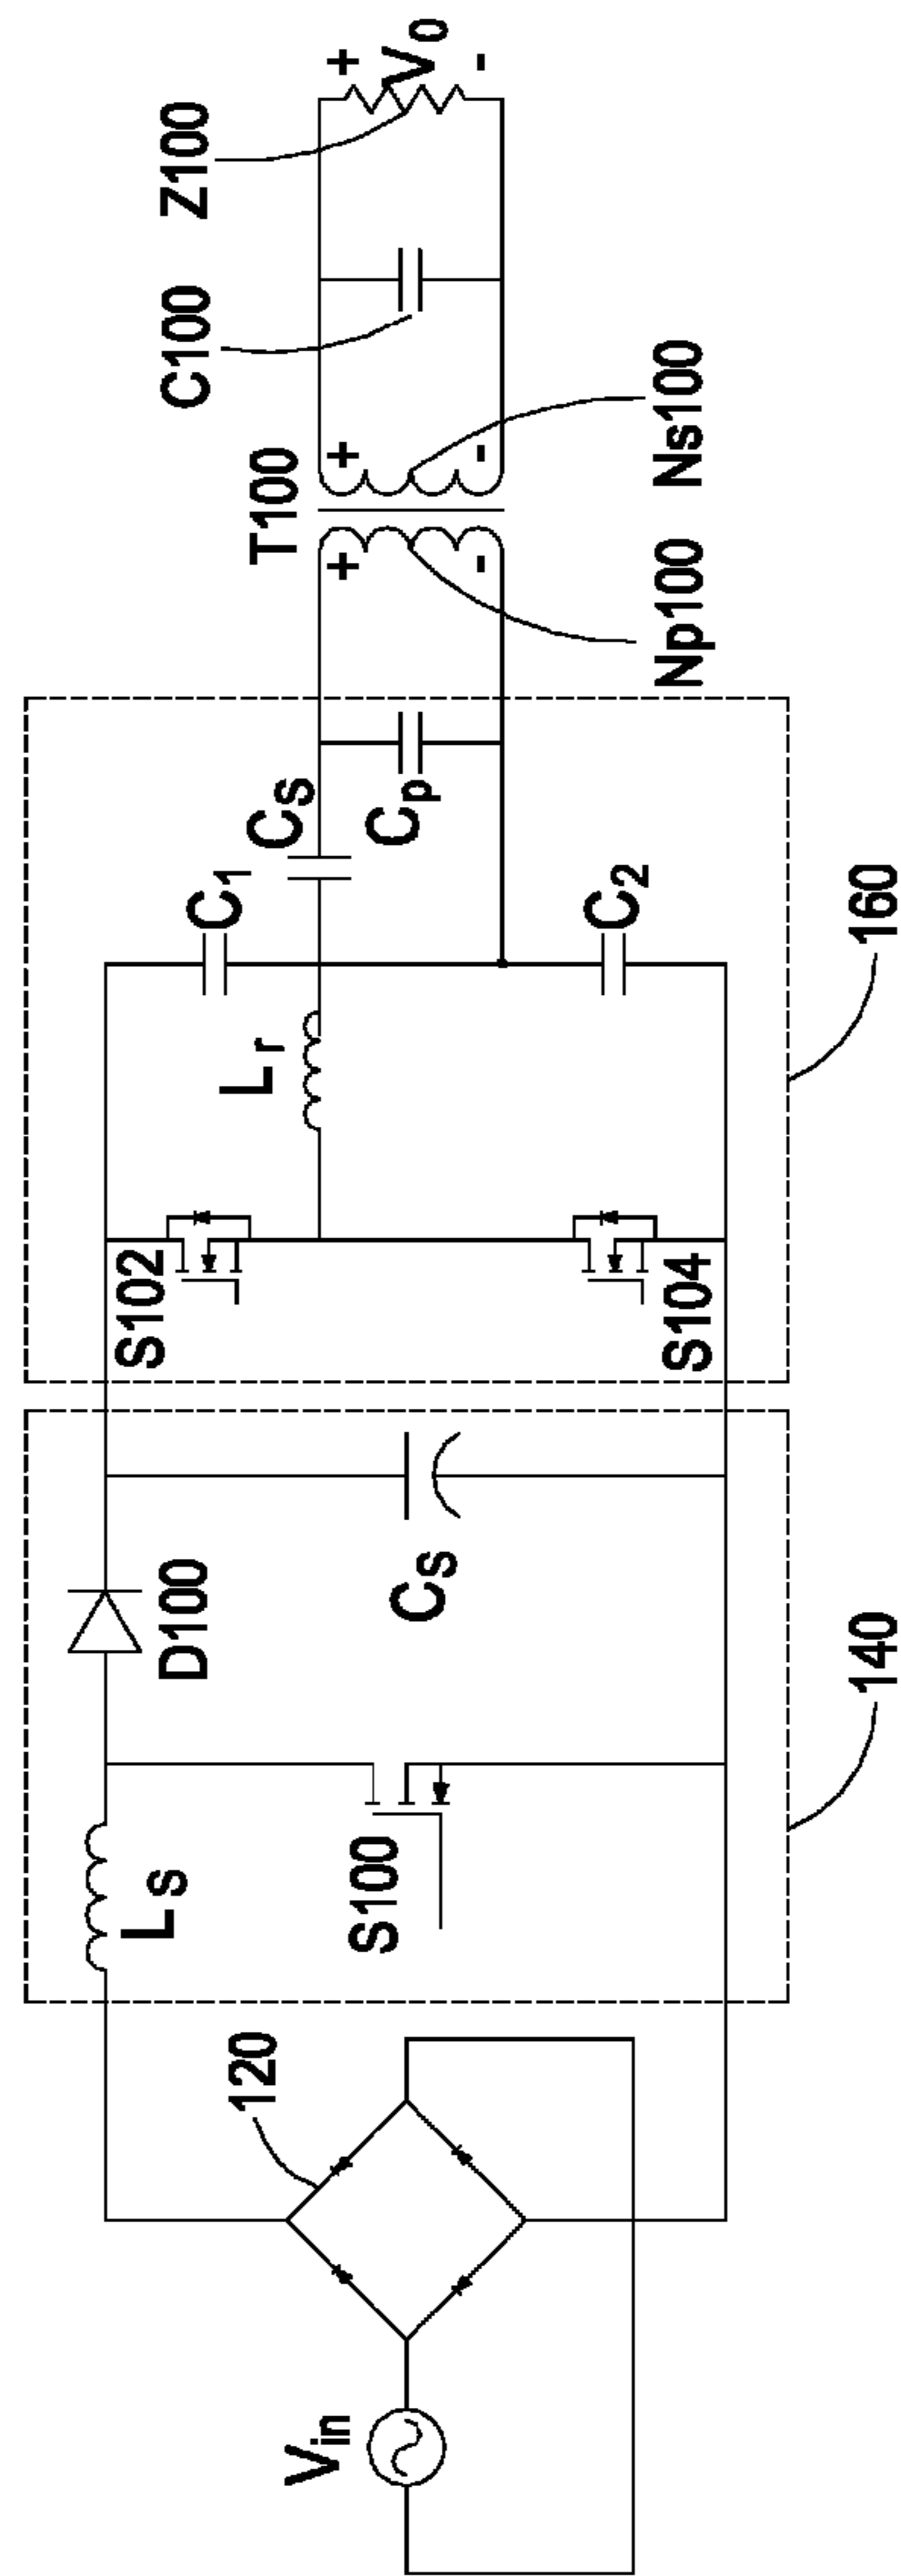 Vin
120
Ls
S100
D100
Cs
140
S102
S104
Lr
C1
C2
Cs
Cp
160
T100
+
-
+
-
Np100
Ns100
C100
Z100
+
Vo
-